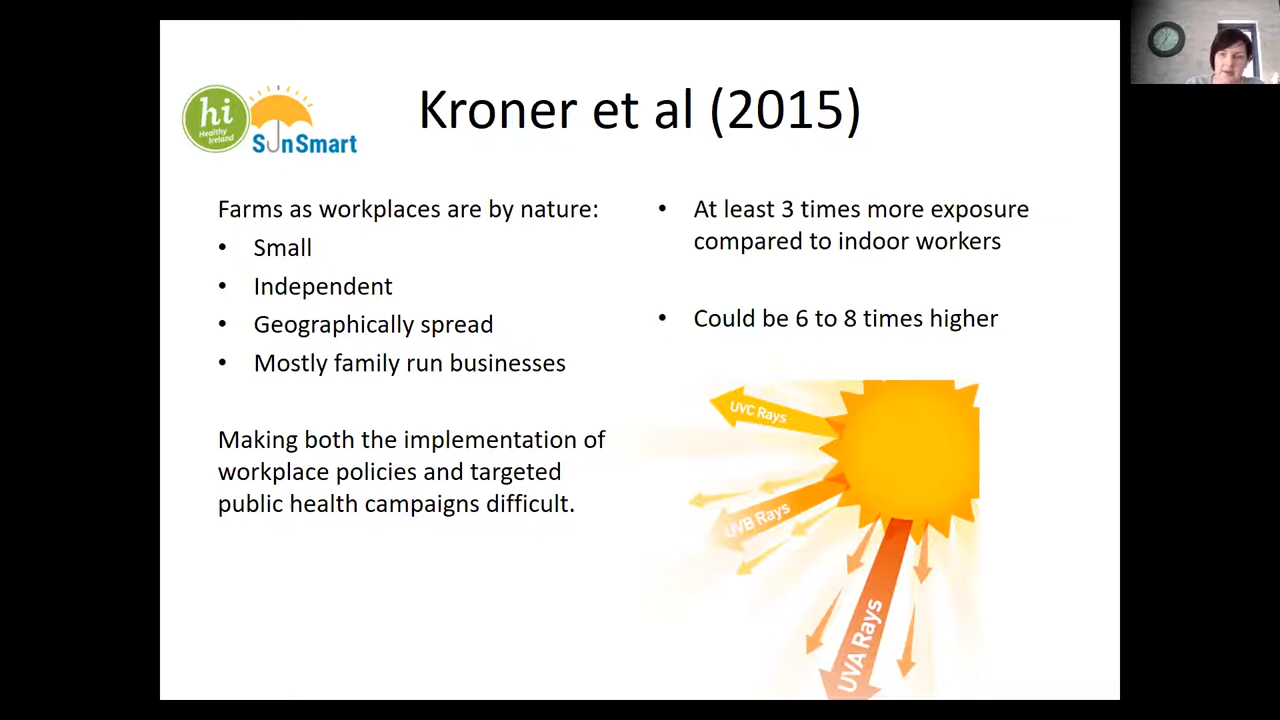 Kroner et al (2015)
hi
Healthy
Ireland
SunSmart
Farms as workplaces are by nature:
• Small
• Independent
• Geographically spread
• Mostly family run businesses
Making both the implementation of
workplace policies and targeted
public health campaigns difficult.
• At least 3 times more exposure
compared to indoor workers
• Could be 6 to 8 times higher
UVC Rays
UVB Rays
UVA Rays